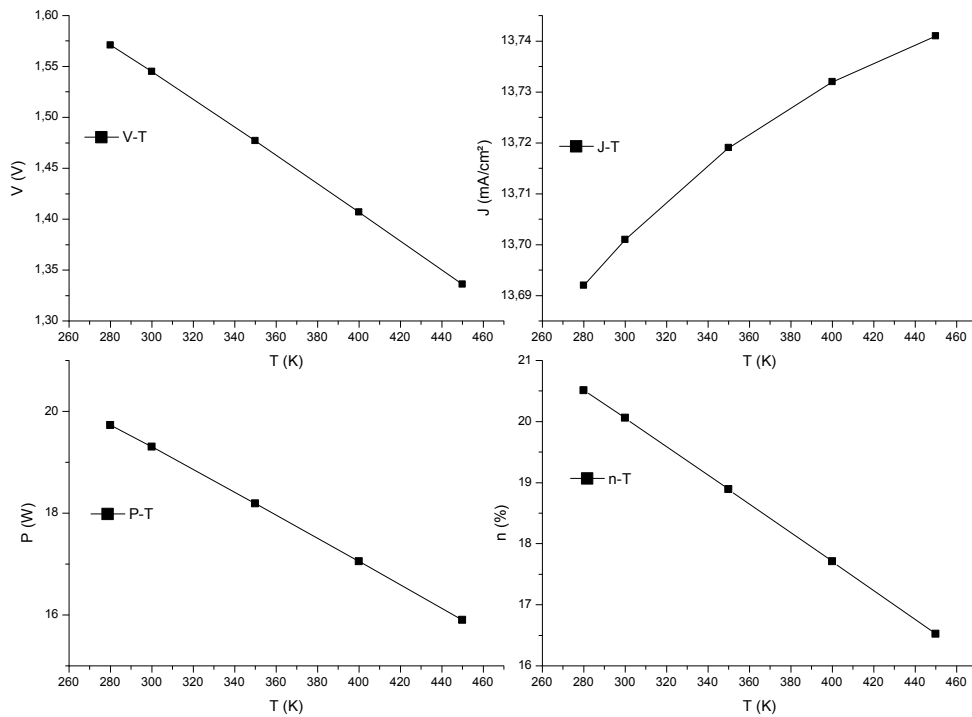 1,60
1,55
1,50
1,45
1,40
1,35
1,30
V (V)
V-T
260 280 300 320 340 360 380 400 420 440 460
T (K)
13,74
13,73
13,72
13,71
13,70
13,69
J (mA/cm²)
J-T
260 280 300 320 340 360 380 400 420 440 460
T (K)
20
18
16
P (W)
P-T
260 280 300 320 340 360 380 400 420 440 460
T (K)
21
20
19
18
17
16
n (%)
n-T
260 280 300 320 340 360 380 400 420 440 460
T (K)